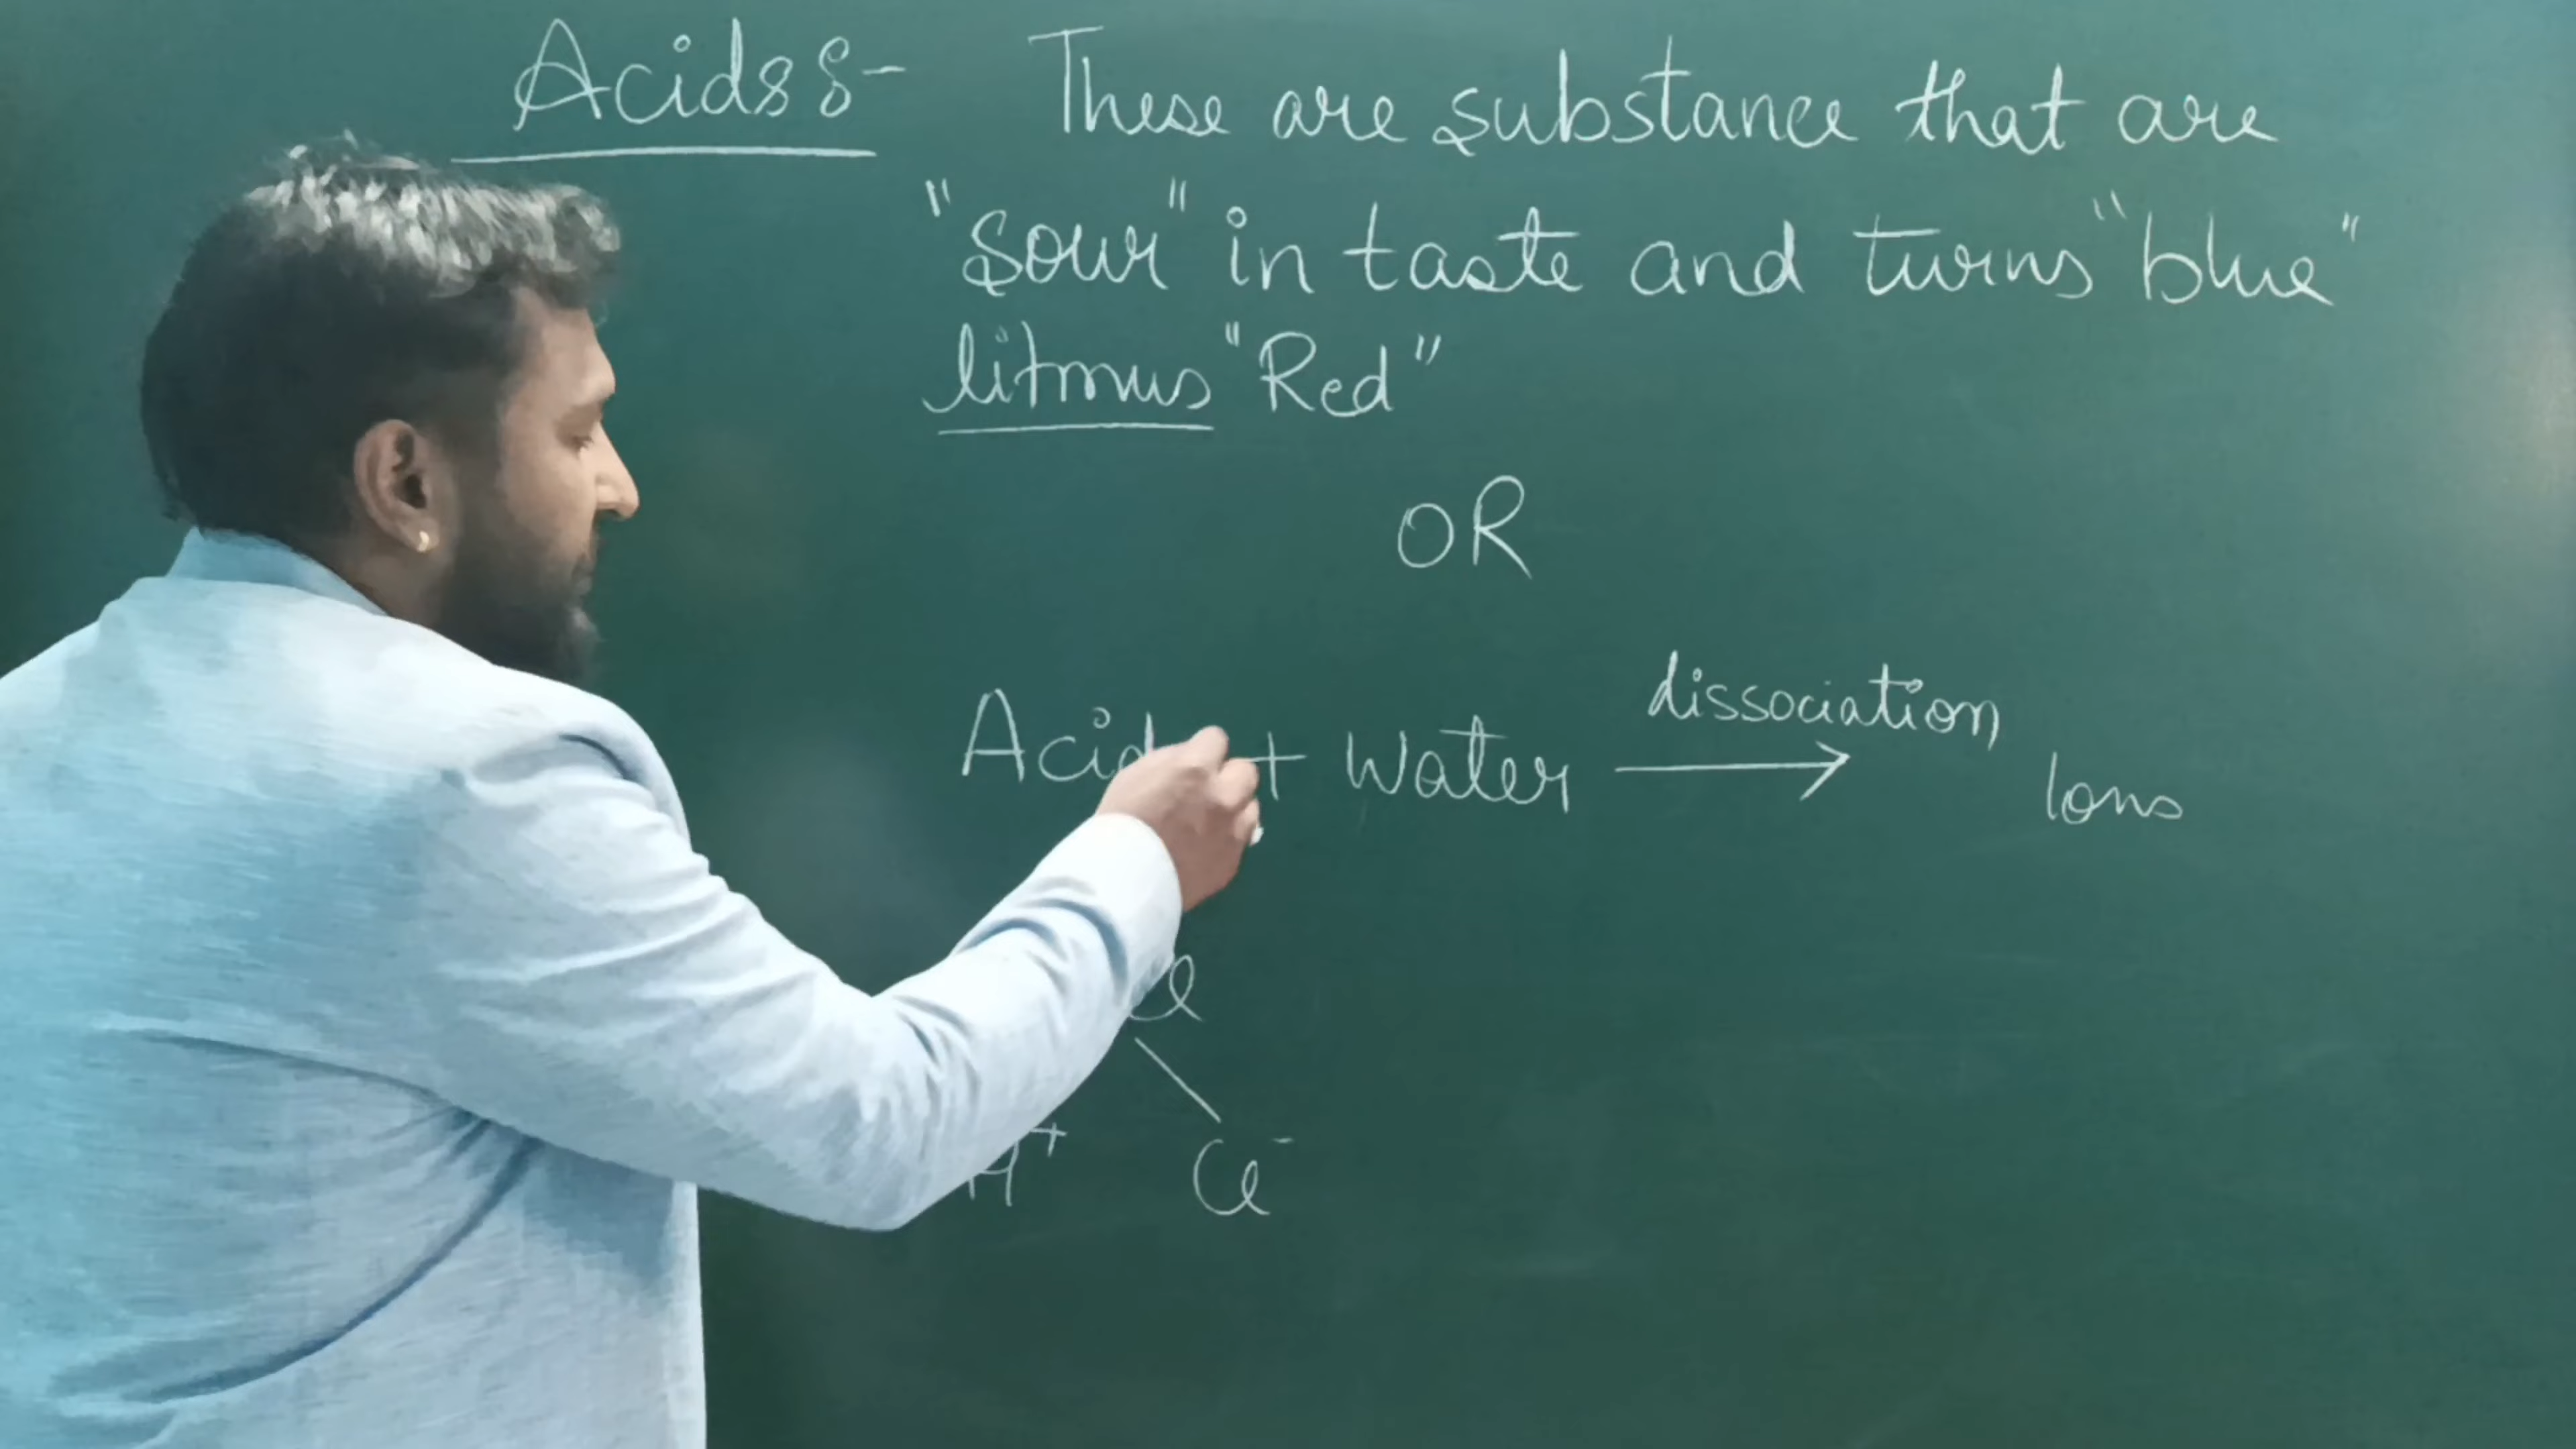 Acids :- These are substance that are
"sour" in taste and turns "blue"
litmus "Red"
OR
Acid + water dissociation → Ions
H⁺ Cl⁻